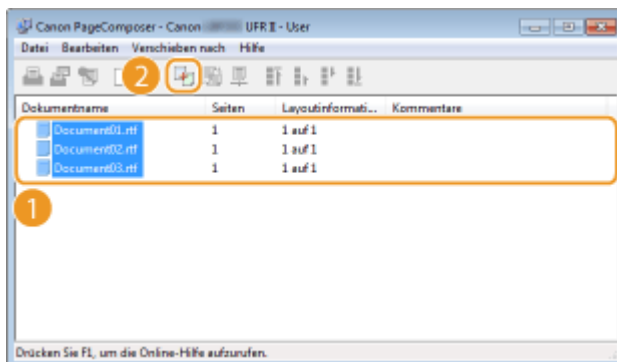 Canon PageComposer - Canon UFR II - User
Datei Bearbeiten Verschieben nach Hilfe
2
Dokumentname Seiten Layoutinformati... Kommentare
Document01.rtf 1 1 auf 1
Document02.rtf 1 1 auf 1
Document03.rtf 1 1 auf 1
1
Drücken Sie F1, um die Online-Hilfe aufzurufen.